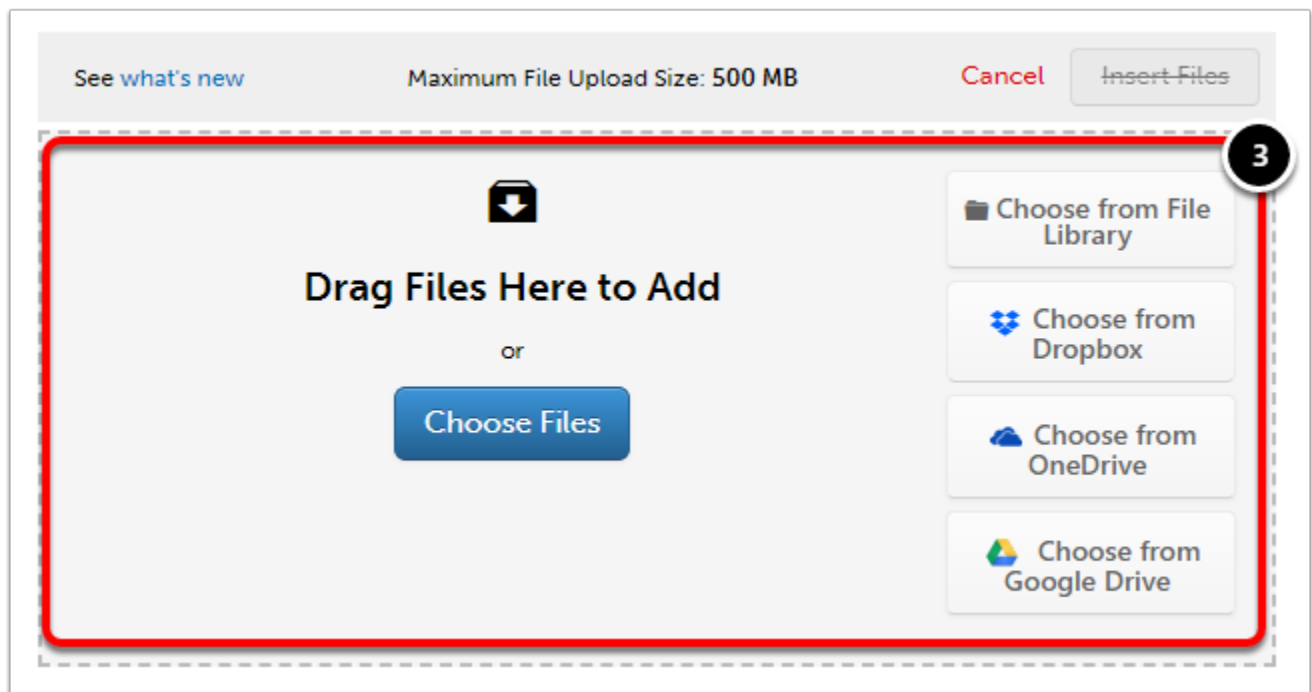 See what's new
Maximum File Upload Size: 500 MB
Cancel
Insert Files
3
Drag Files Here to Add
or
Choose Files
Choose from File
Library
Choose from
Dropbox
Choose from
OneDrive
Choose from
Google Drive